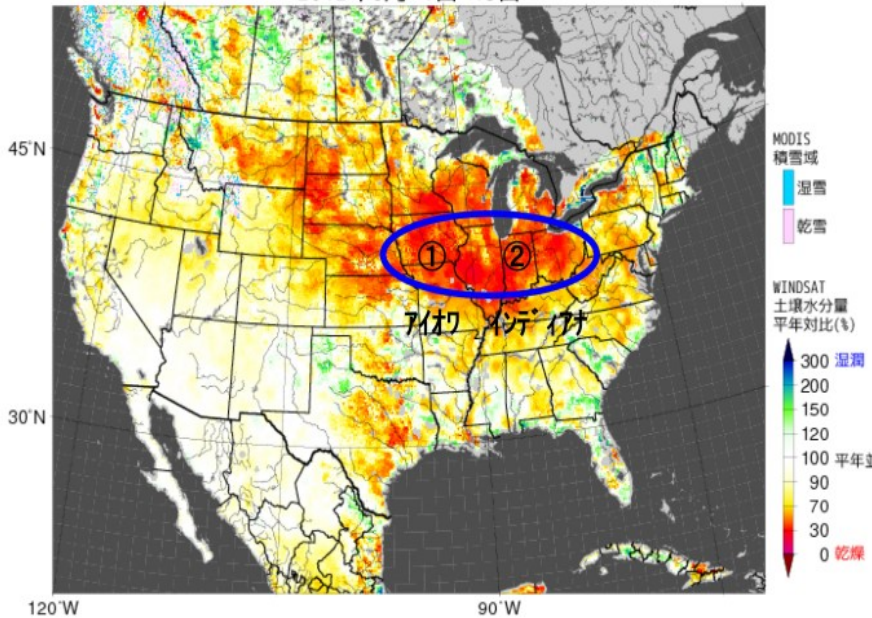 45°N
30°N
120°W
90°W
①
②
アイオワ
インディアナ
MODIS
積雪域
湿雪
乾雪
WINDSAT
土壌水分量
平年対比(%)
300 湿潤
200
150
120
100 平年並
90
70
30
0 乾燥